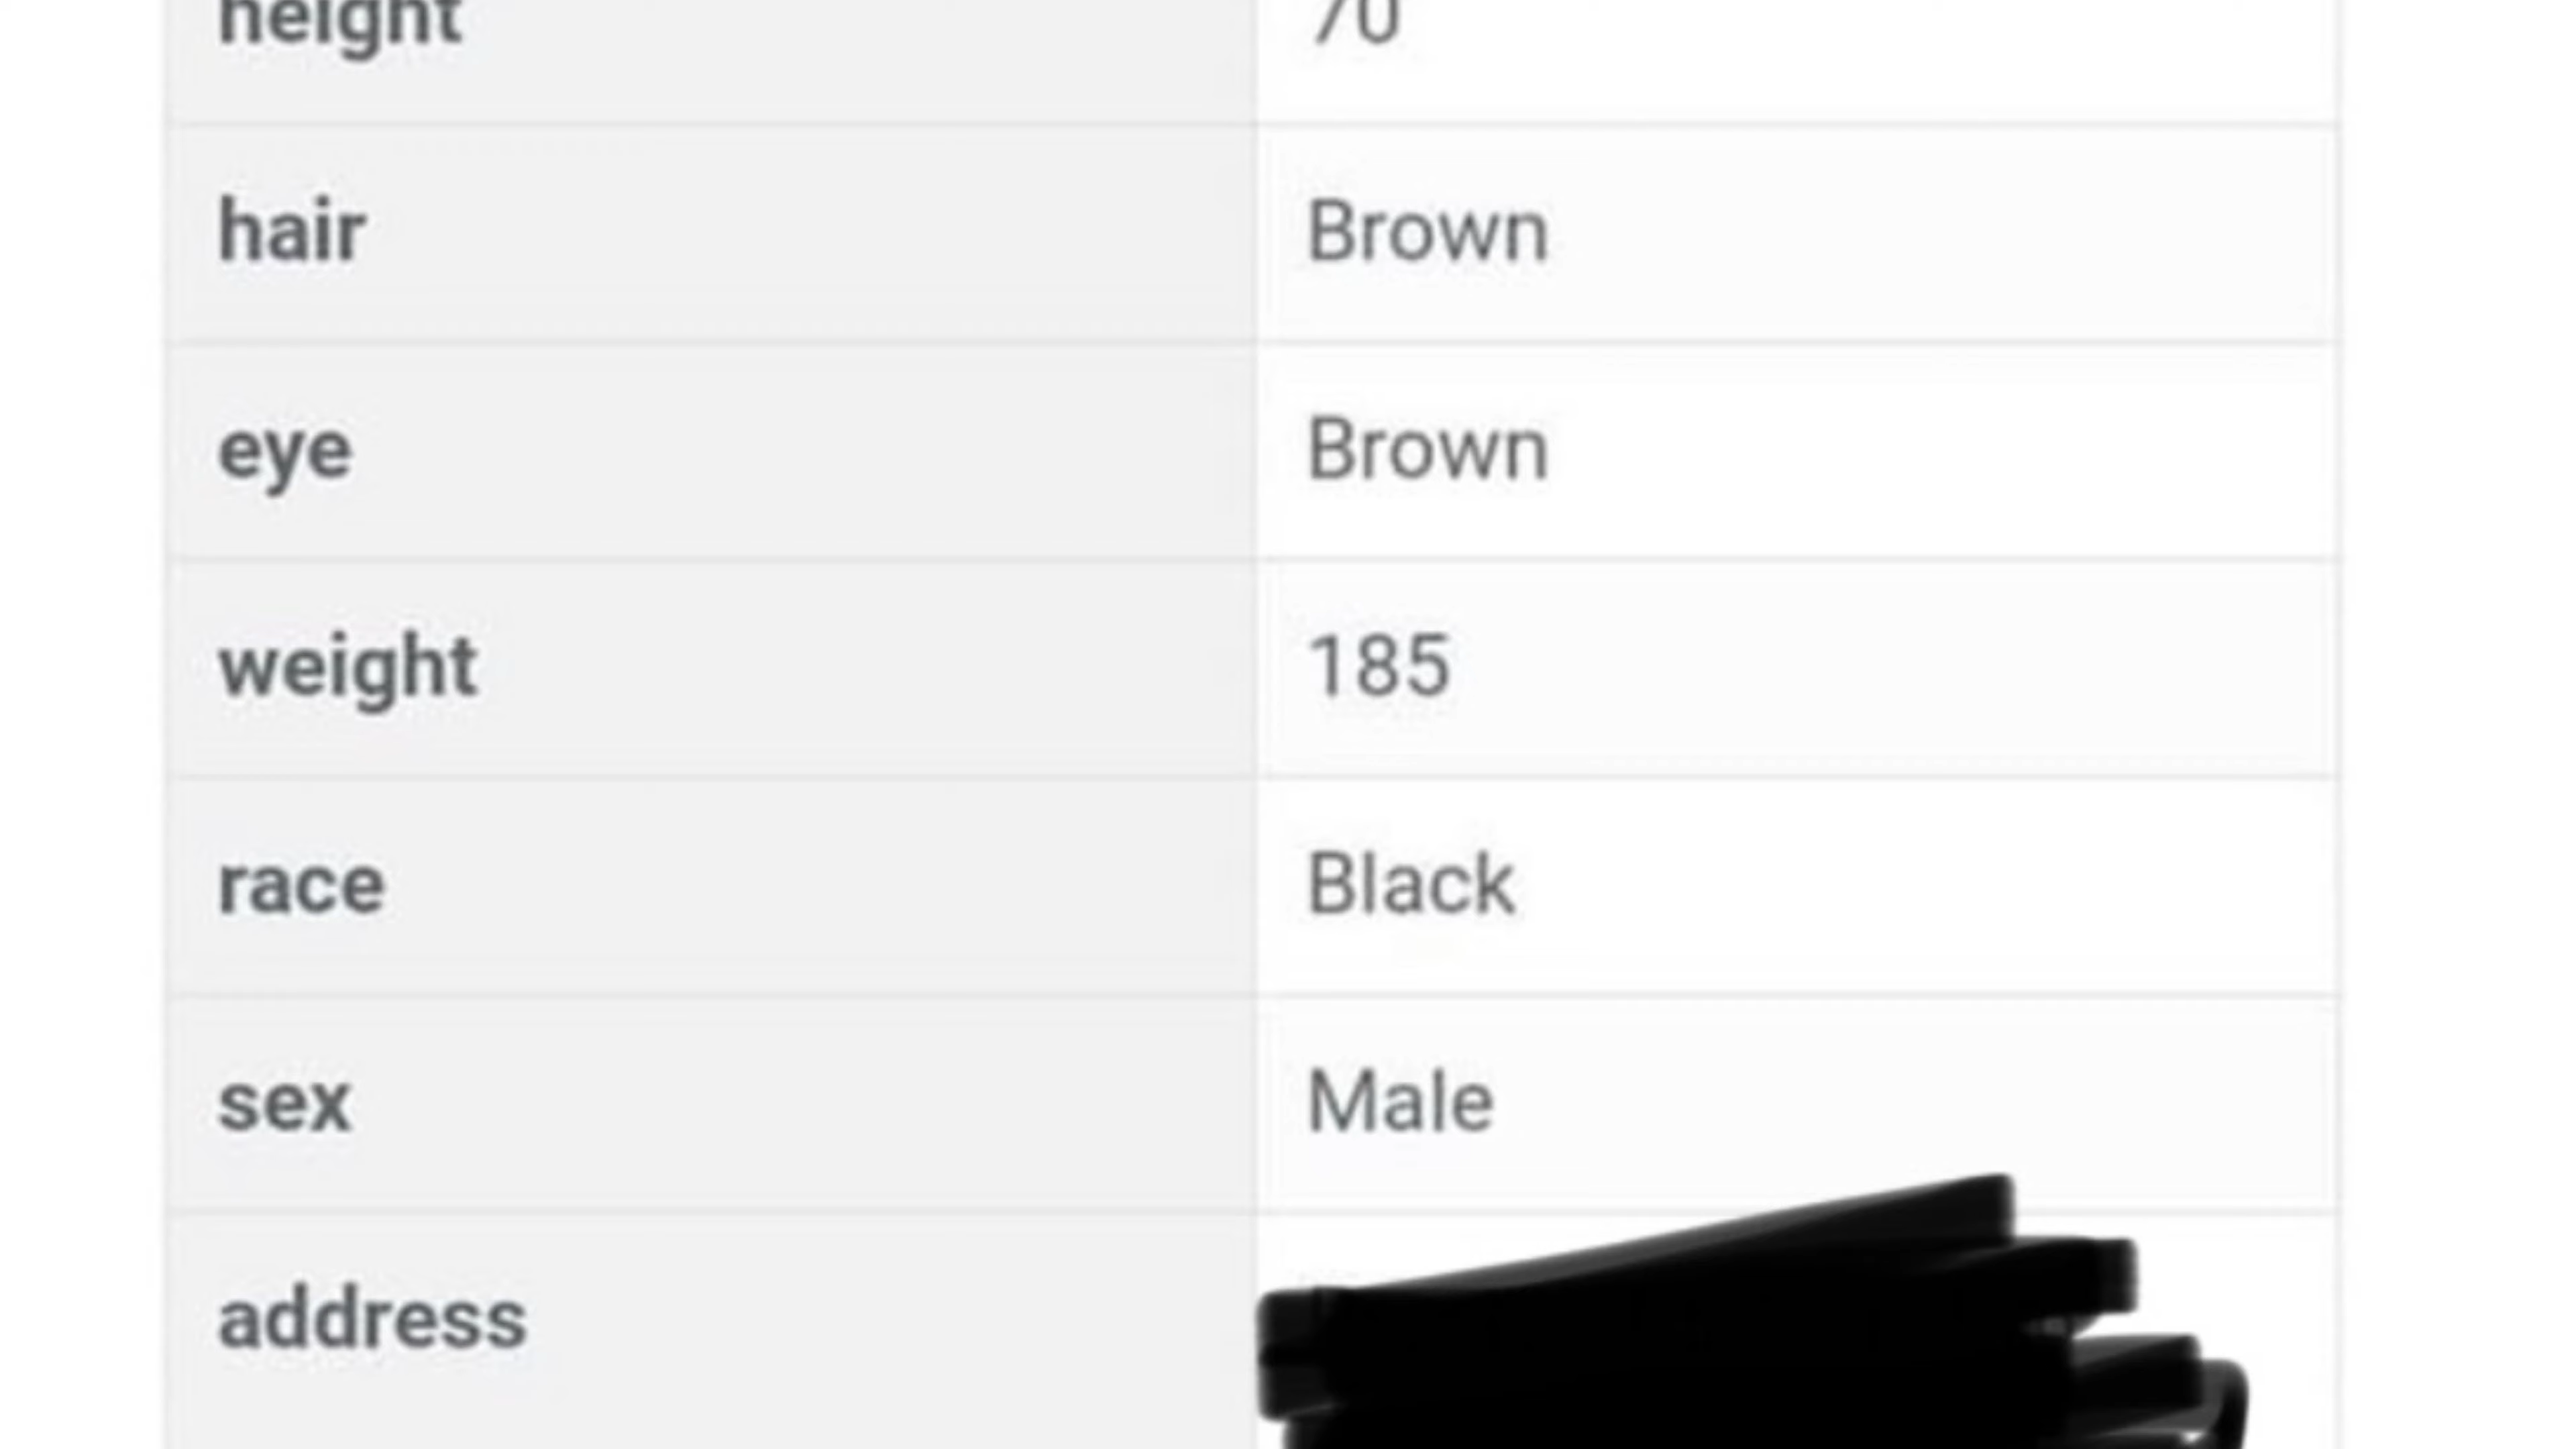 height 70
hair Brown
eye Brown
weight 185
race Black
sex Male
address